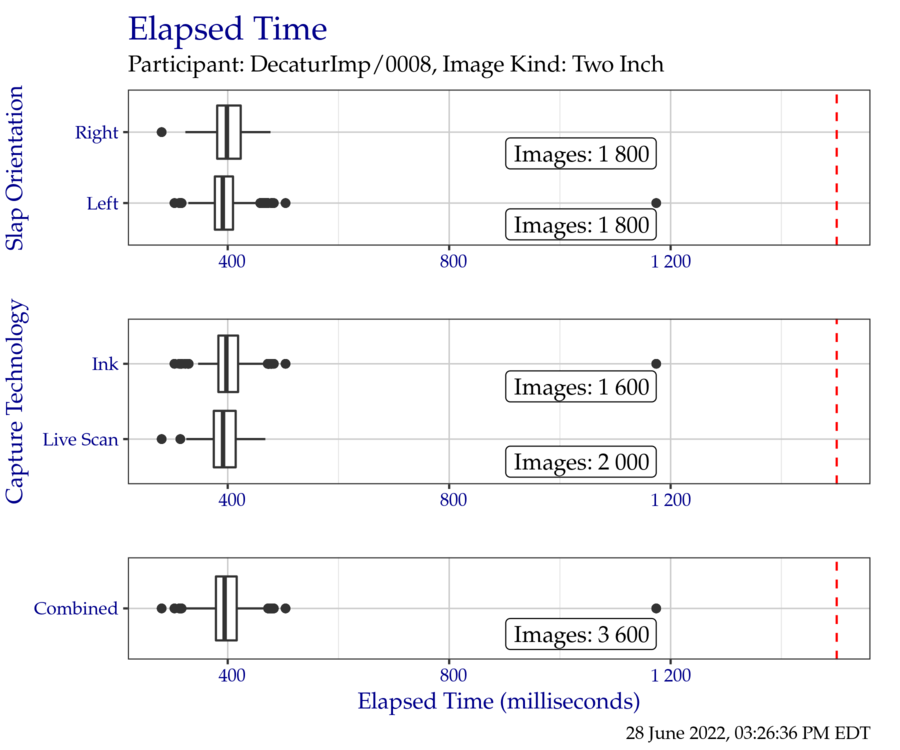 Elapsed Time
Participant: DecaturImp/0008, Image Kind: Two Inch
Slap Orientation
Right
Images: 1 800
Left
Images: 1 800
400 800 1 200
Capture Technology
Ink
Images: 1 600
Live Scan
Images: 2 000
400 800 1 200
Combined
Images: 3 600
400 800 1 200
Elapsed Time (milliseconds)
28 June 2022, 03:26:36 PM EDT